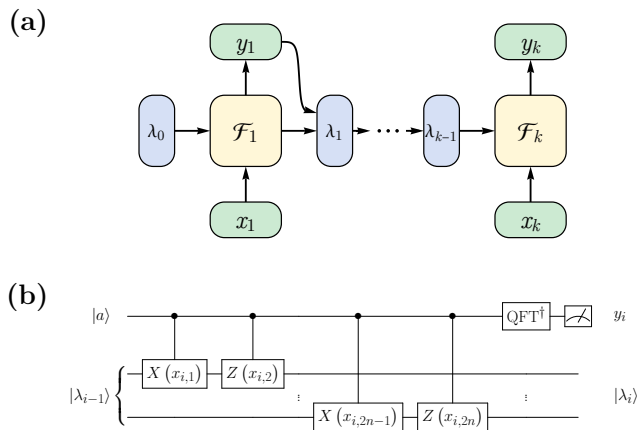 (a)
y₁ yₖ
λ₀ ℱ₁ λ₁ ··· λₖ₋₁ ℱₖ
x₁ xₖ
(b)
|a⟩ QFT† yᵢ
|λᵢ₋₁⟩ X (xᵢ,₁) Z (xᵢ,₂) ⋮ ⋮ |λᵢ⟩
X (xᵢ,₂ₙ₋₁) Z (xᵢ,₂ₙ)